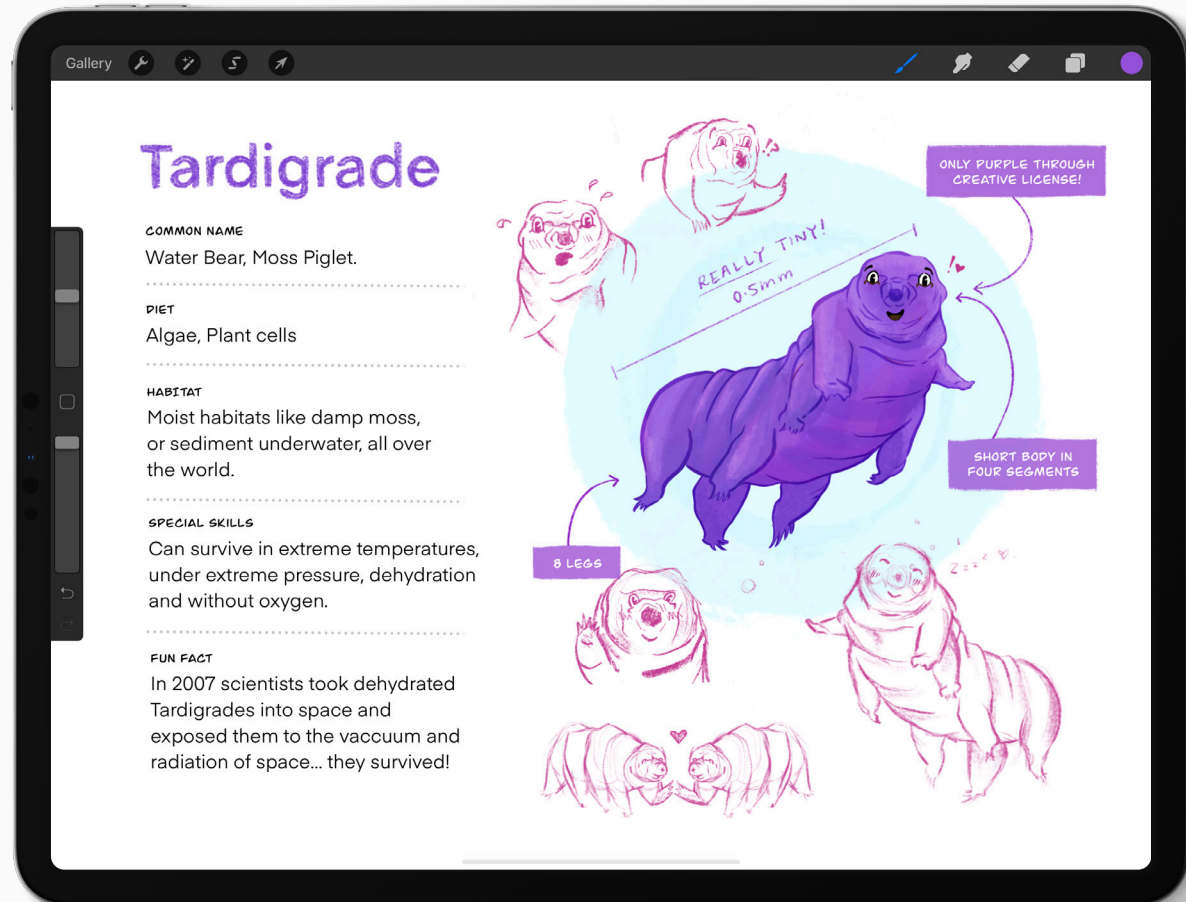 Gallery
Tardigrade
COMMON NAME
Water Bear, Moss Piglet.
DIET
Algae, Plant cells
HABITAT
Moist habitats like damp moss,
or sediment underwater, all over
the world.
SPECIAL SKILLS
Can survive in extreme temperatures,
under extreme pressure, dehydration
and without oxygen.
FUN FACT
In 2007 scientists took dehydrated
Tardigrades into space and
exposed them to the vaccuum and
radiation of space... they survived!
!?
ONLY PURPLE THROUGH
CREATIVE LICENSE!
REALLY TINY!
0.5mm
!
SHORT BODY IN
FOUR SEGMENTS
8 LEGS
zzzz